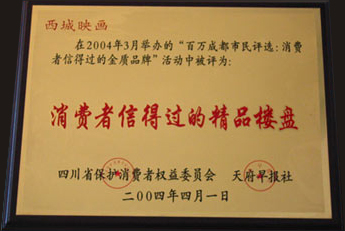 西城映画
在2004年3月举办的“百万成都市民评选:消费
者信得过的金质品牌”活动中被评为:
消费者信得过的精品楼盘
四川省保护消费者权益委员会 天府早报社
二00四年四月一日